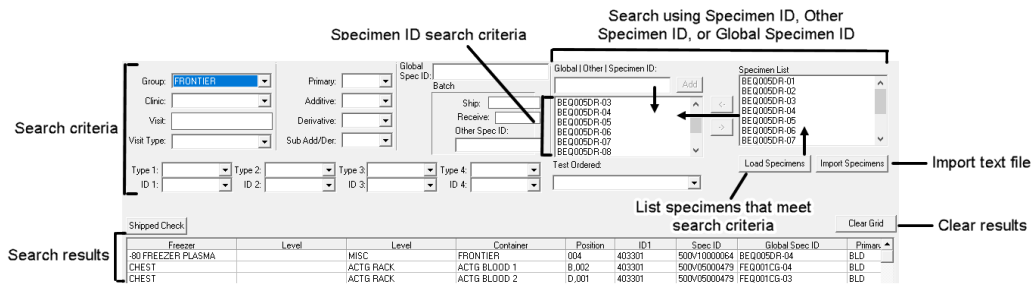 Search using Specimen ID, Other
Specimen ID, or Global Specimen ID
Specimen ID search criteria
Search criteria
Group: FRONTIER
Clinic:
Visit:
Visit Type:
Primary:
Additive:
Derivative:
Sub Add/Der:
Global
Spec ID:
Batch
Ship:
Receive:
Other Spec ID:
Type 1: Type 2: Type 3: Type 4:
ID 1: ID 2: ID 3: ID 4:
Global | Other | Specimen ID:
Add
BEQ005DR-03
BEQ005DR-04
BEQ005DR-05
BEQ005DR-06
BEQ005DR-07
BEQ005DR-08
<-
->
Test Ordered:
Specimen List
BEQ005DR-01
BEQ005DR-02
BEQ005DR-03
BEQ005DR-04
BEQ005DR-05
BEQ005DR-06
BEQ005DR-07
Load Specimens Import Specimens
Import text file
List specimens that meet
search criteria
Shipped Check
Clear Grid
Clear results
Search results
Freezer Level Level Container Position ID1 Spec ID Global Spec ID Primary
-80 FREEZER PLASMA MISC FRONTIER 004 403301 500V10000064 BEQ005DR-04 BLD
CHEST ACTG RACK ACTG BLOOD 1 B,002 403301 500V05000479 FEQ001CG-04 BLD
CHEST ACTG RACK ACTG BLOOD 2 D,001 403301 500V05000479 FEQ001CG-03 BLD